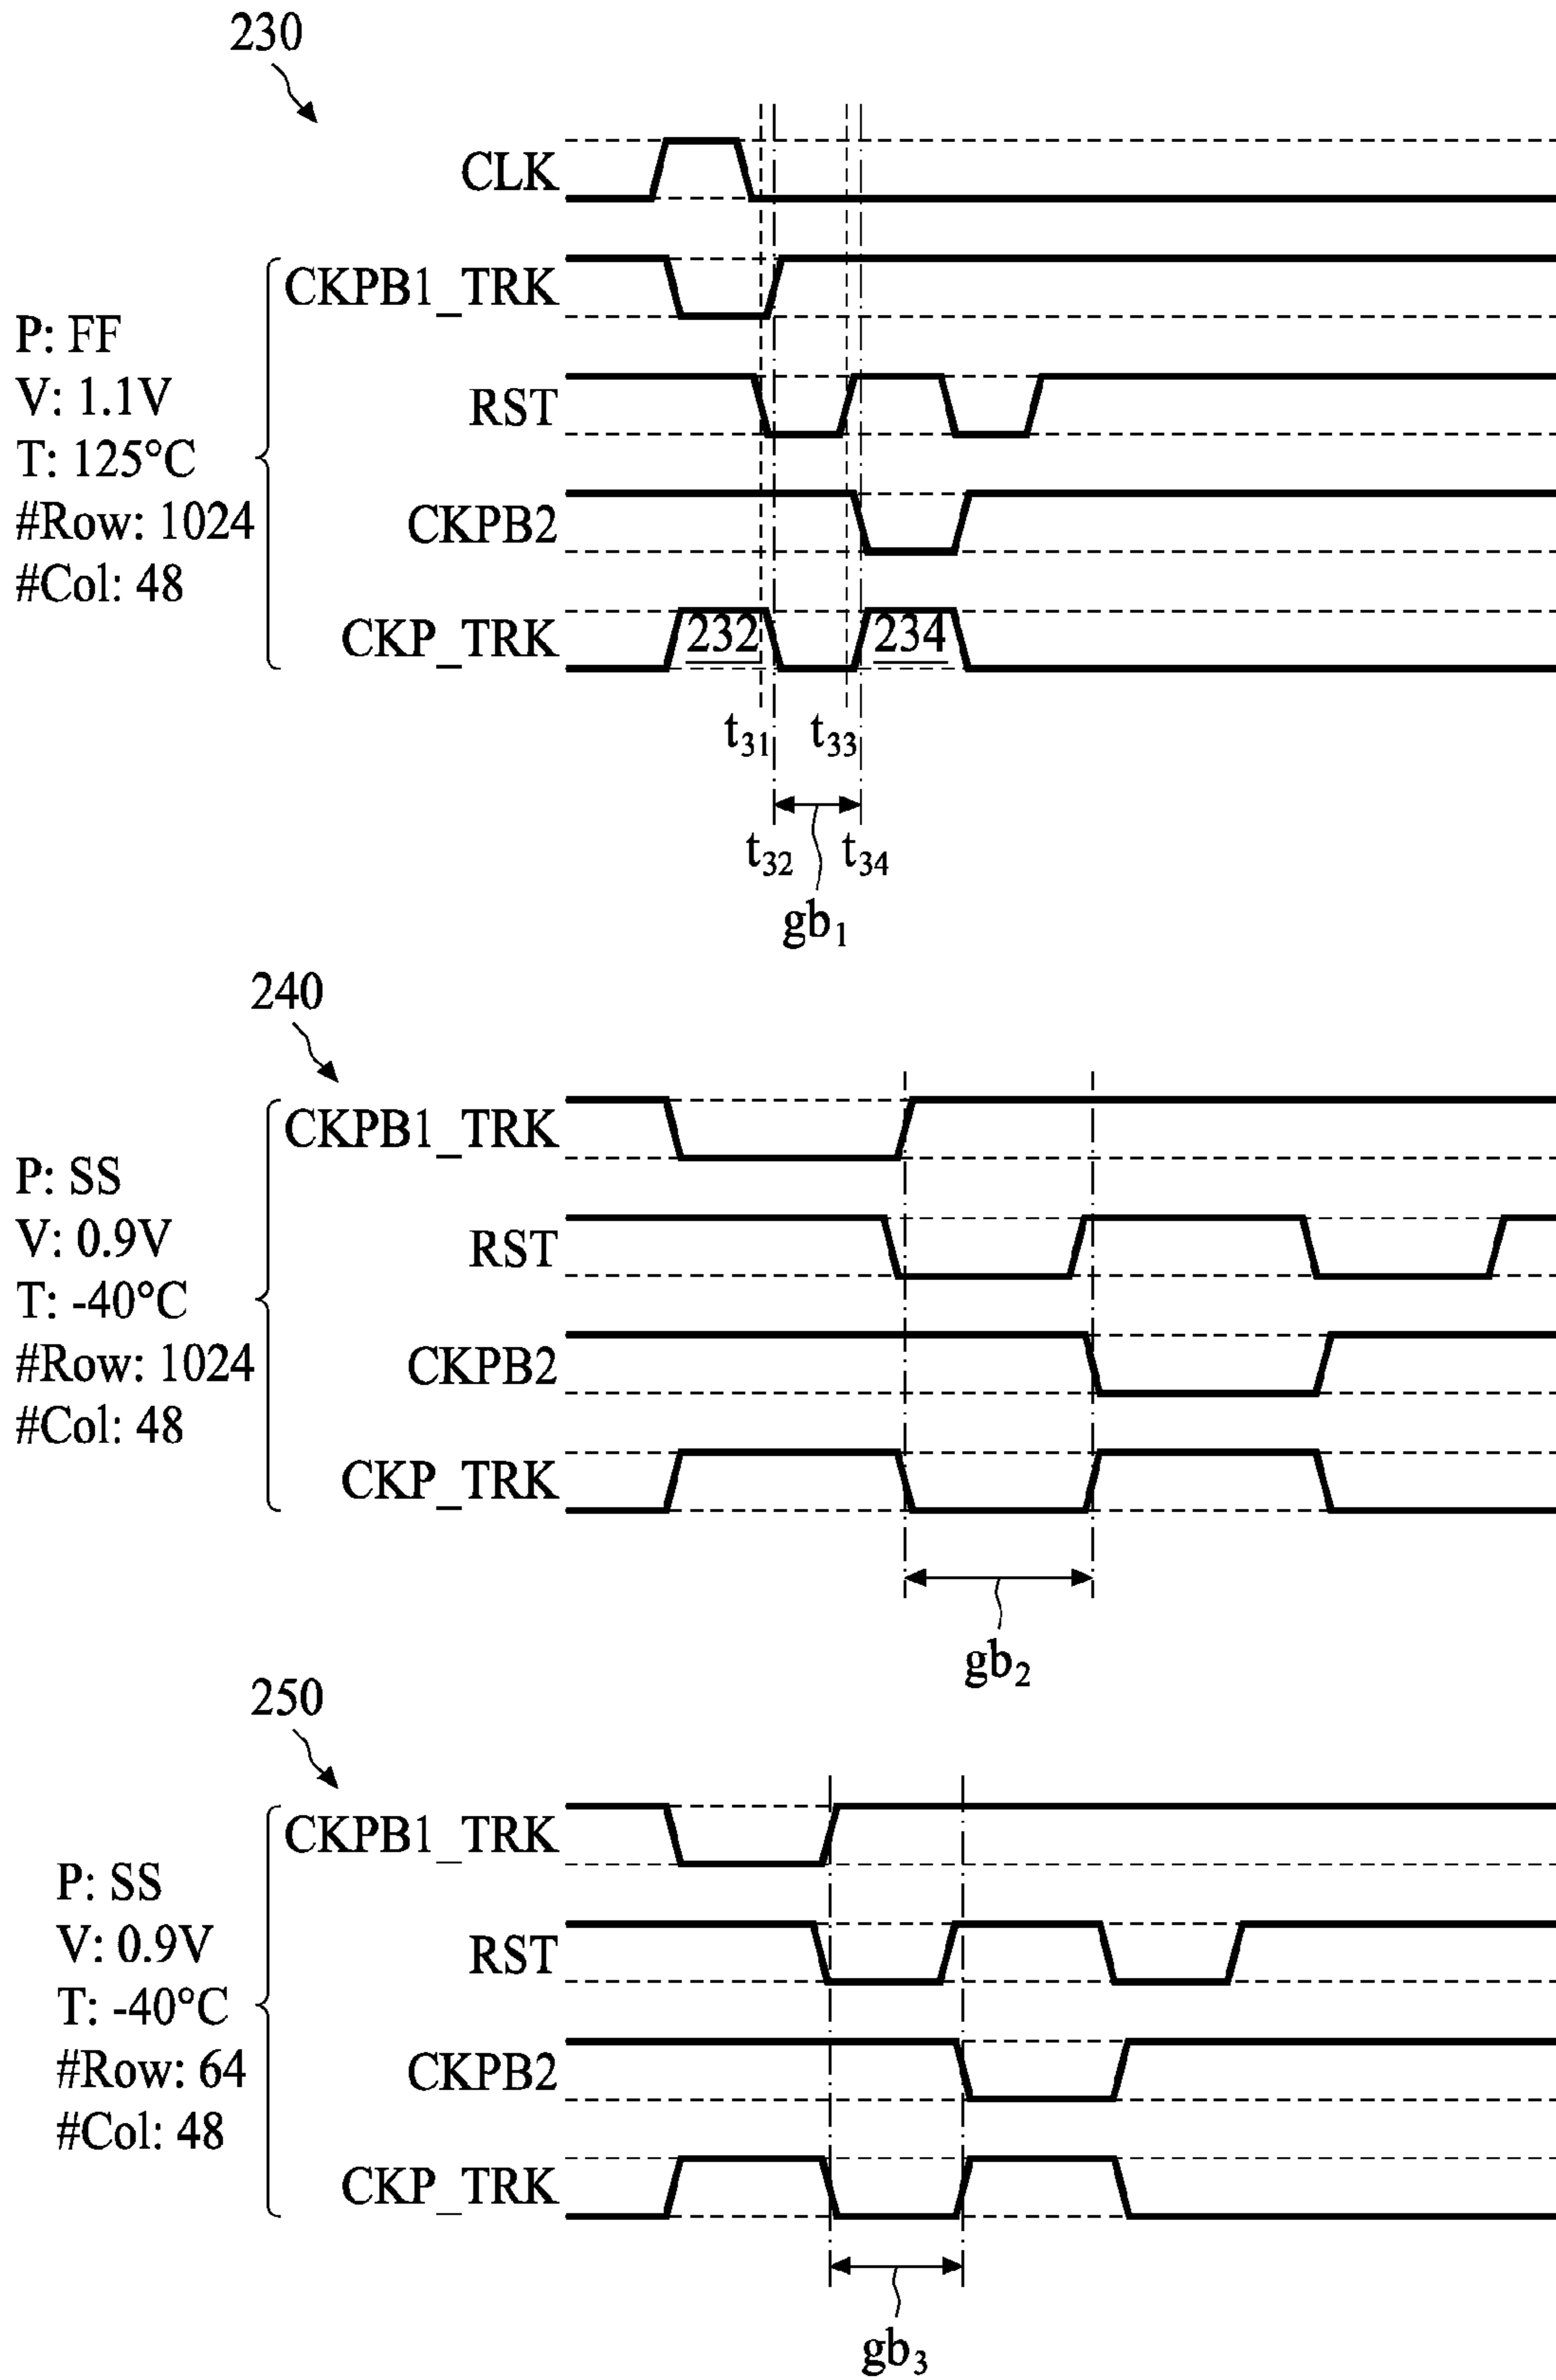 230
CLK
CKPB1_TRK
RST
CKPB2
CKP_TRK
232
234
P: FF
V: 1.1V
T: 125°C
#Row: 1024
#Col: 48
t31
t33
t32
t34
gb1
240
CKPB1_TRK
RST
CKPB2
CKP_TRK
P: SS
V: 0.9V
T: -40°C
#Row: 1024
#Col: 48
gb2
250
CKPB1_TRK
RST
CKPB2
CKP_TRK
P: SS
V: 0.9V
T: -40°C
#Row: 64
#Col: 48
gb3